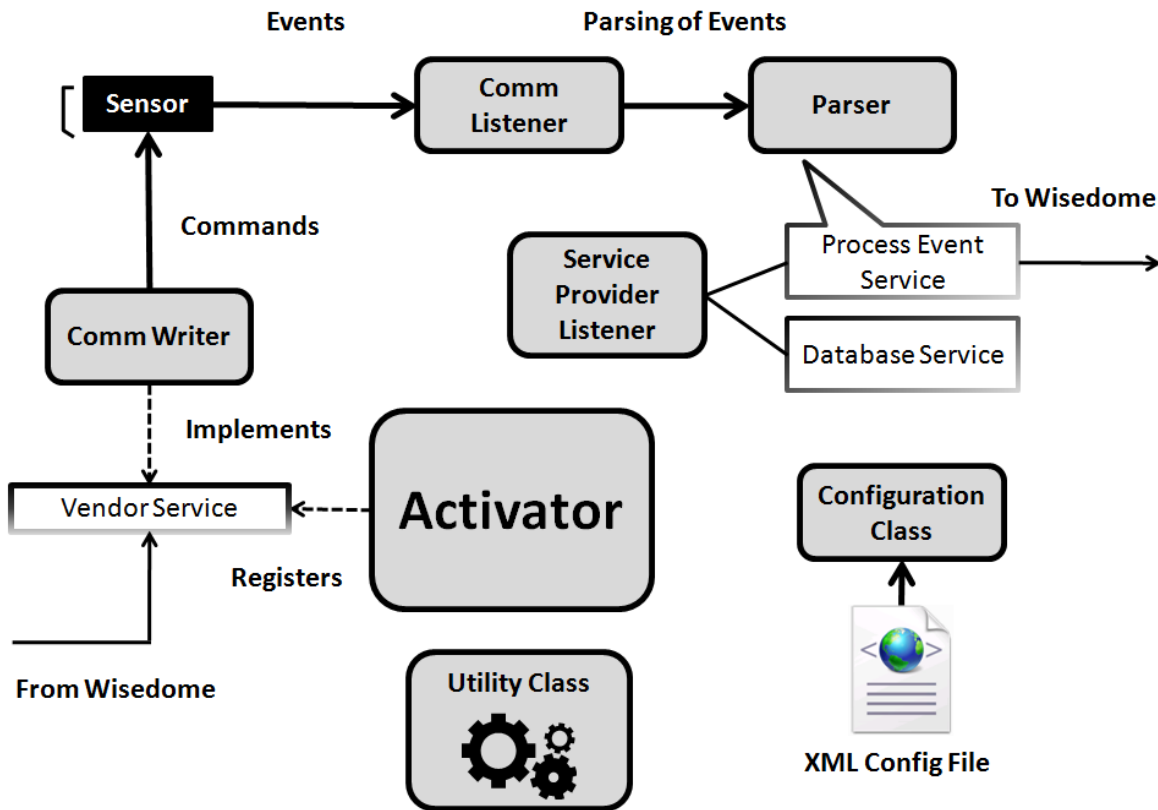 Events
Parsing of Events
Sensor
Comm
Listener
Parser
Commands
To Wisedome
Service
Provider
Listener
Process Event
Service
Comm Writer
Database Service
Implements
Vendor Service
Activator
Configuration
Class
Registers
From Wisedome
Utility Class
< >
XML Config File